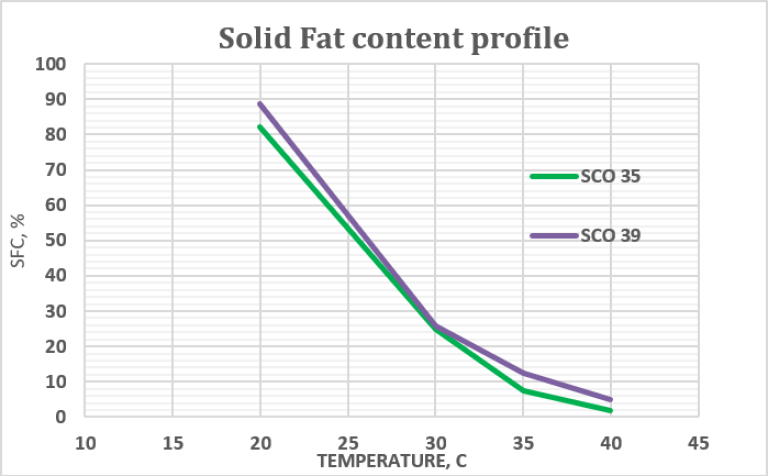 Solid Fat content profile
100
90
80
70
60
50
40
30
20
10
0
SFC, %
SCO 35
SCO 39
10 15 20 25 30 35 40 45
TEMPERATURE, C